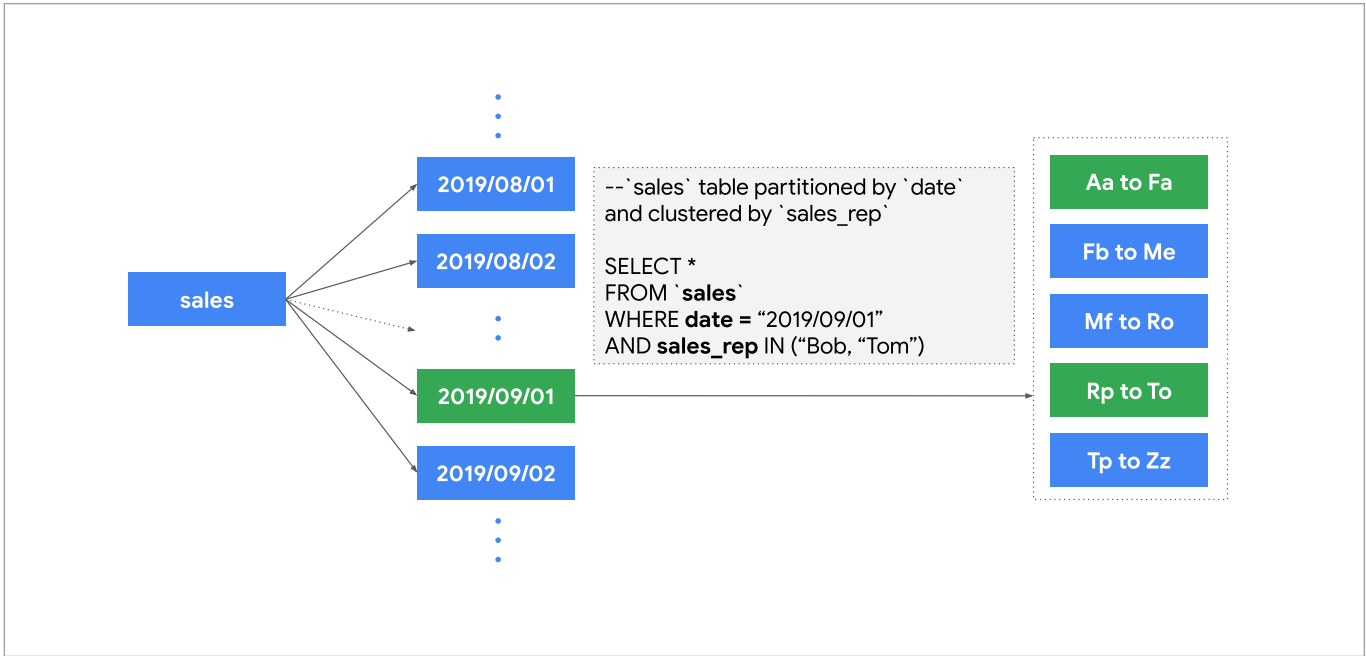 sales
2019/08/01
2019/08/02
2019/09/01
2019/09/02
--`sales` table partitioned by `date`
and clustered by `sales_rep`
SELECT *
FROM `sales`
WHERE date = “2019/09/01”
AND sales_rep IN (“Bob, “Tom”)
Aa to Fa
Fb to Me
Mf to Ro
Rp to To
Tp to Zz